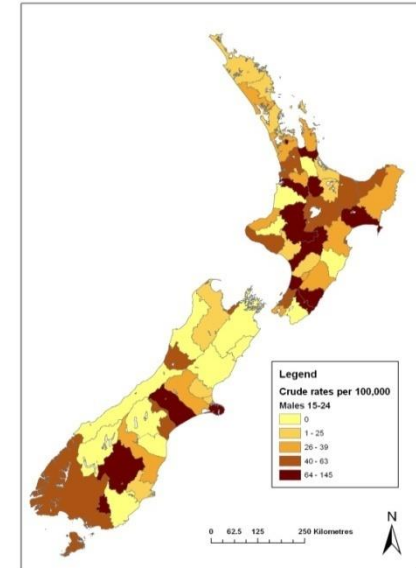 Legend
Crude rates per 100,000
Males 15-24
0
1 - 25
26 - 39
40 - 63
64 - 145
0 62.5 125 250 Kilometres
N